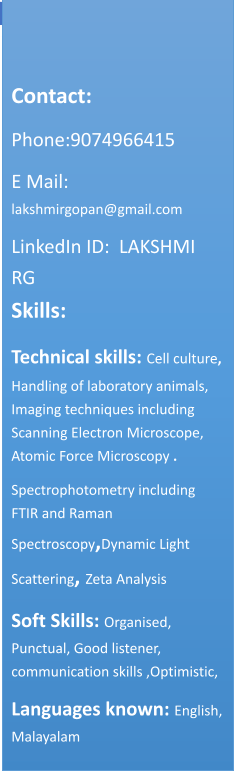 Contact:
Phone:9074966415
E Mail:
lakshmirgopan@gmail.com
LinkedIn ID:  LAKSHMI
RG
Skills:
Technical skills: Cell culture,
Handling of laboratory animals,
Imaging techniques including
Scanning Electron Microscope,
Atomic Force Microscopy .
Spectrophotometry including
FTIR and Raman
Spectroscopy,Dynamic Light
Scattering, Zeta Analysis
Soft Skills: Organised,
Punctual, Good listener,
communication skills ,Optimistic,
Languages known: English,
Malayalam